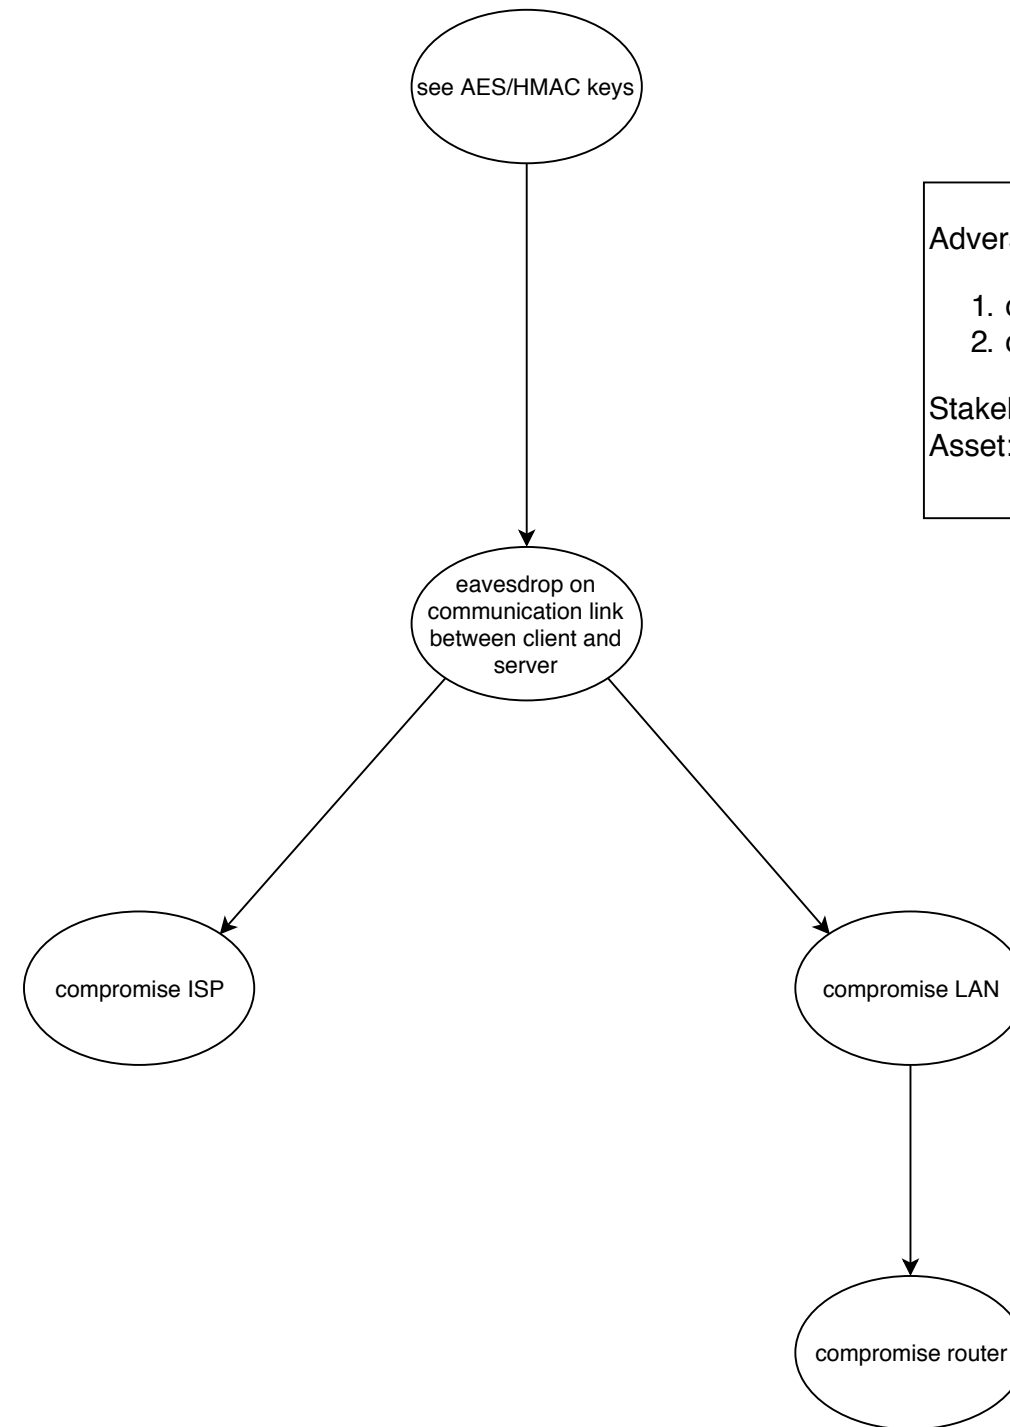 see AES/HMAC keys
Advers
1.
2.
Stake
Asset:
eavesdrop on
communication link
between client and
server
compromise ISP
compromise LAN
compromise router